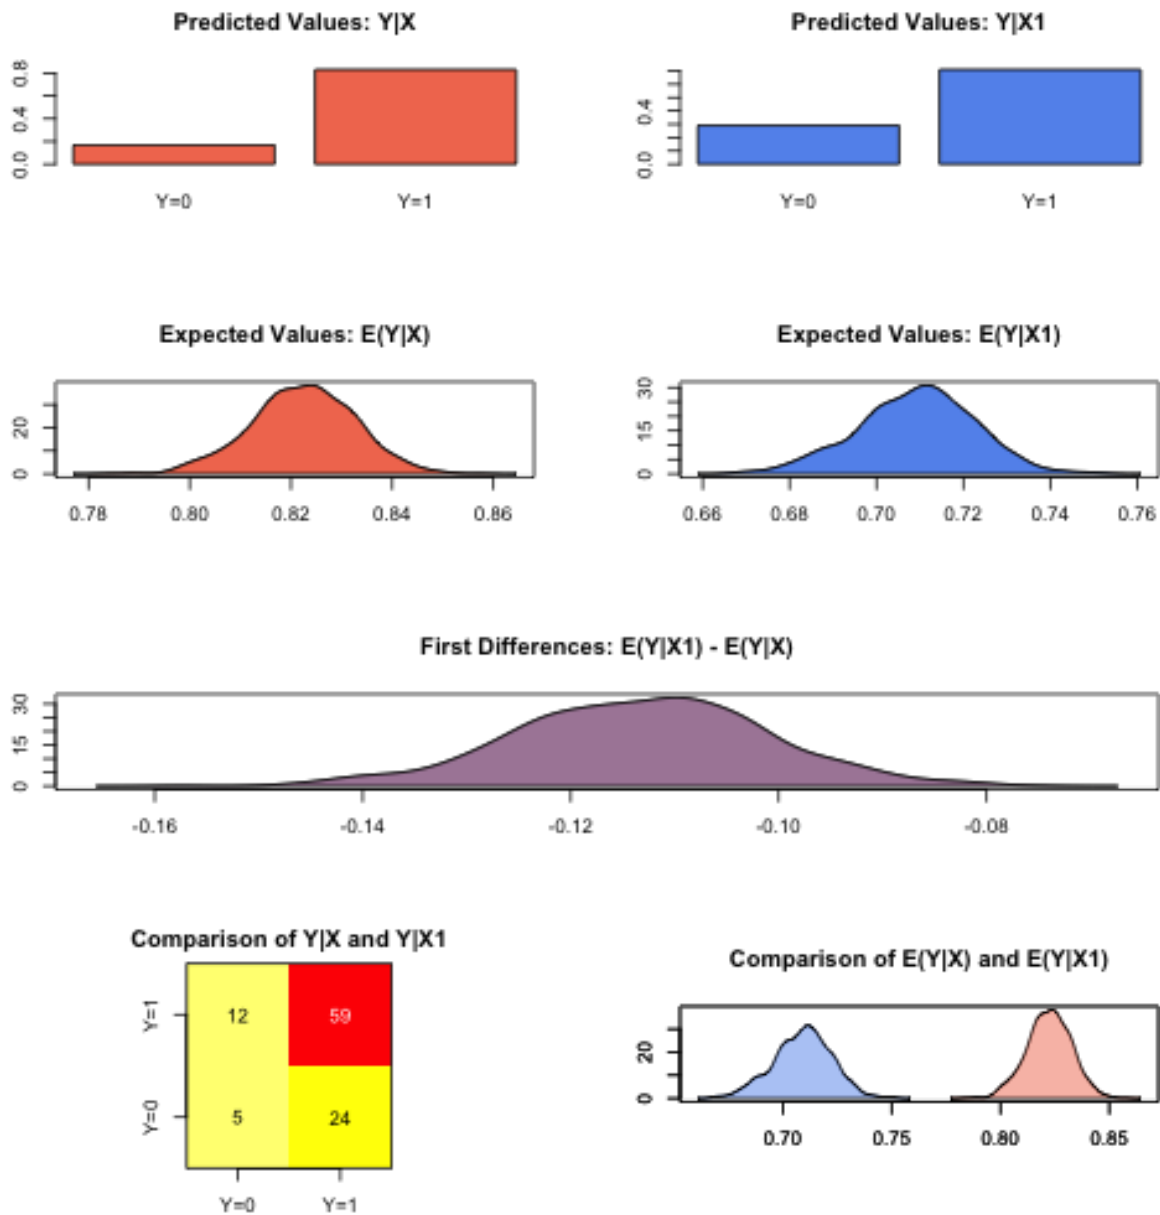 Predicted Values: Y|X
0.8
0.4
0.0
Y=0 Y=1
Predicted Values: Y|X1
0.4
0.0
Y=0 Y=1
Expected Values: E(Y|X)
20
0
0.78 0.80 0.82 0.84 0.86
Expected Values: E(Y|X1)
30
15
0
0.66 0.68 0.70 0.72 0.74 0.76
First Differences: E(Y|X1) - E(Y|X)
30
15
0
-0.16 -0.14 -0.12 -0.10 -0.08
Comparison of Y|X and Y|X1
Y=1
12 59
Y=0
5 24
Y=0 Y=1
Comparison of E(Y|X) and E(Y|X1)
20
0
0.70 0.75 0.80 0.85